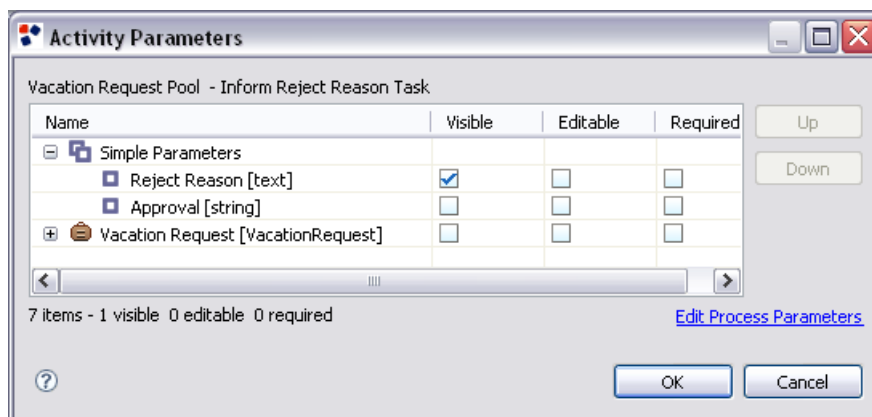 Activity Parameters
Vacation Request Pool - Inform Reject Reason Task
Name Visible Editable Required Up
Simple Parameters
Down
Reject Reason [text]
Approval [string]
Vacation Request [VacationRequest]
7 items - 1 visible 0 editable 0 required Edit Process Parameters
? OK Cancel